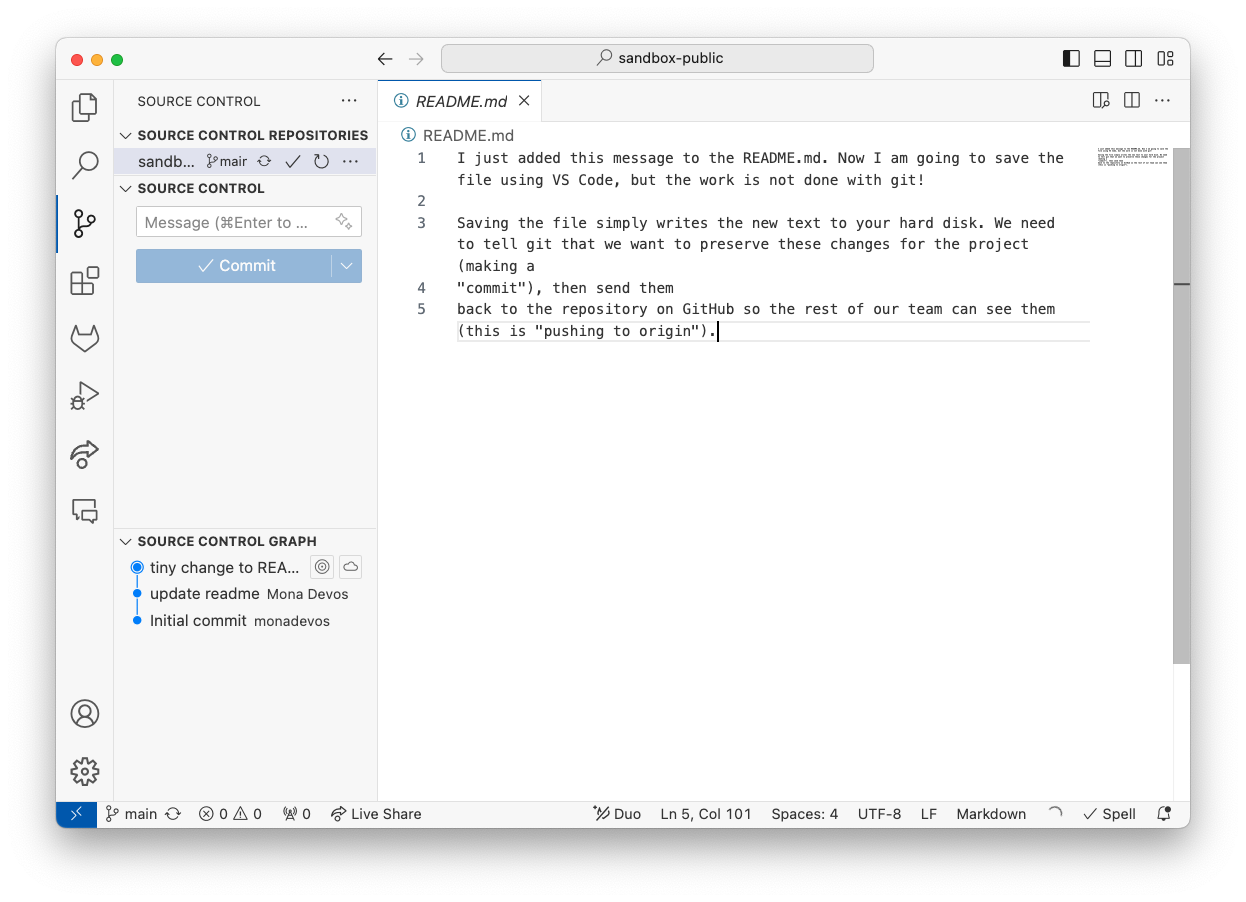 sandbox-public
SOURCE CONTROL
README.md
SOURCE CONTROL REPOSITORIES
sandb... main
SOURCE CONTROL
Message (⌘Enter to ...
Commit
README.md
1 I just added this message to the README.md. Now I am going to save the
file using VS Code, but the work is not done with git!
2
3 Saving the file simply writes the new text to your hard disk. We need
to tell git that we want to preserve these changes for the project
(making a
4 "commit"), then send them
5 back to the repository on GitHub so the rest of our team can see them
(this is "pushing to origin").
SOURCE CONTROL GRAPH
tiny change to REA...
update readme Mona Devos
Initial commit monadevos
main 0 0 0 Live Share Duo Ln 5, Col 101 Spaces: 4 UTF-8 LF Markdown Spell